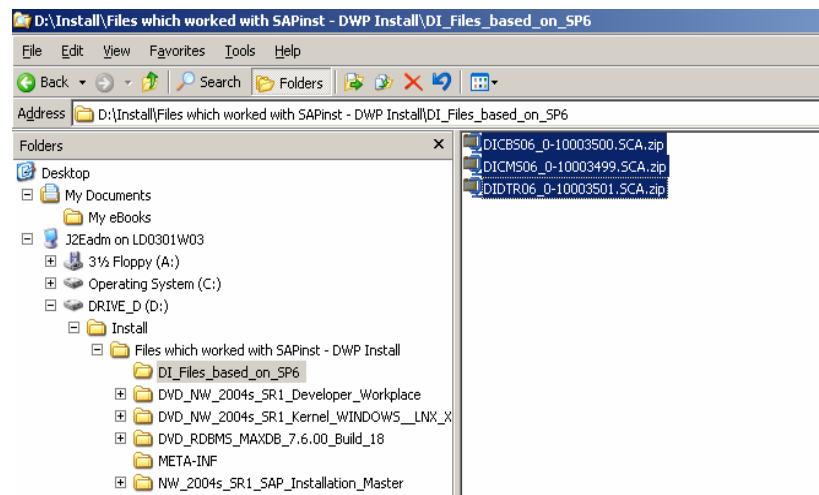 D:\Install\Files which worked with SAPinst - DWP Install\DI_Files_based_on_SP6
File Edit View Favorites Tools Help
Back Search Folders
Address D:\Install\Files which worked with SAPinst - DWP Install\DI_Files_based_on_SP6
Folders x
DICBS06_0-10003500.SCA.zip
DICMS06_0-10003499.SCA.zip
DIDTR06_0-10003501.SCA.zip
Desktop
My Documents
My eBooks
J2Eadm on LD0301W03
3½ Floppy (A:)
Operating System (C:)
DRIVE_D (D:)
Install
Files which worked with SAPinst - DWP Install
DI_Files_based_on_SP6
DVD_NW_2004s_SR1_Developer_Workplace
DVD_NW_2004s_SR1_Kernel_WINDOWS__LNX_X
DVD_RDBMS_MAXDB_7.6.00_Build_18
META-INF
NW_2004s_SR1_SAP_Installation_Master